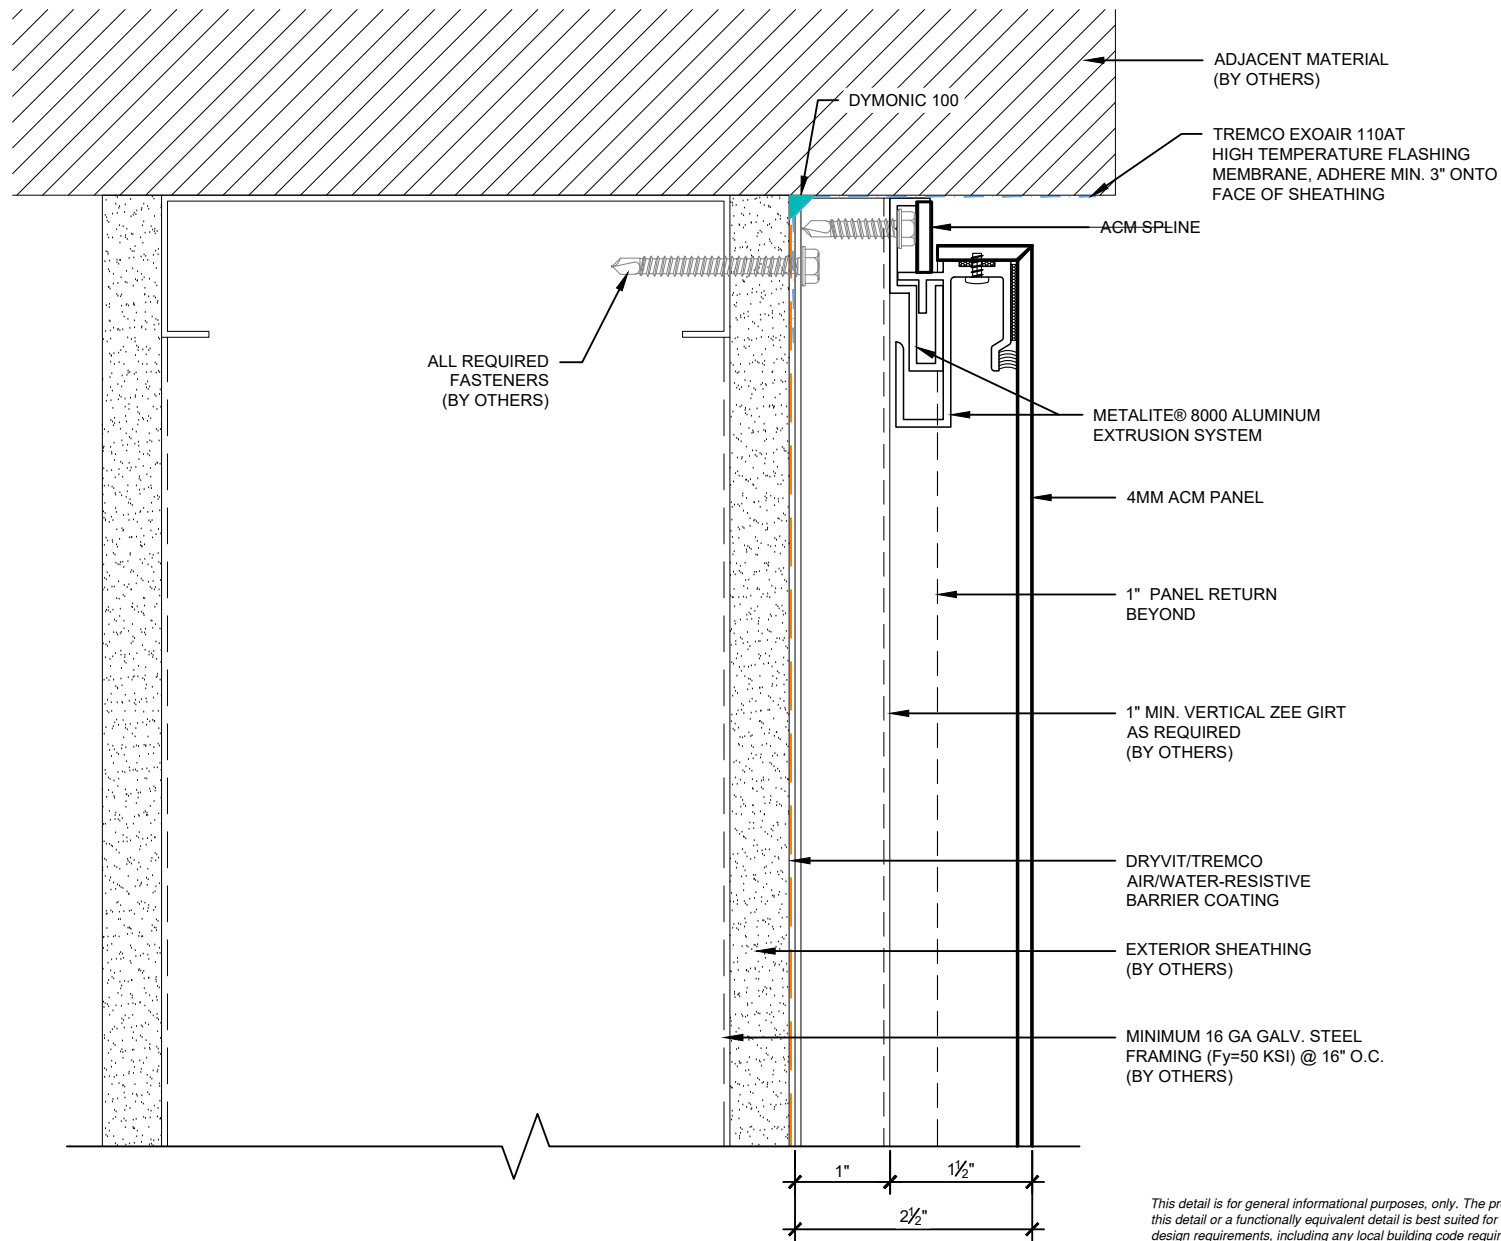 ADJACENT MATERIAL
(BY OTHERS)
DYMONIC 100
TREMCO EXOAIR 110AT
HIGH TEMPERATURE FLASHING
MEMBRANE, ADHERE MIN. 3" ONTO
FACE OF SHEATHING
ACM SPLINE
ALL REQUIRED
FASTENERS
(BY OTHERS)
METALITE® 8000 ALUMINUM
EXTRUSION SYSTEM
4MM ACM PANEL
1" PANEL RETURN
BEYOND
1" MIN. VERTICAL ZEE GIRT
AS REQUIRED
(BY OTHERS)
DRYVIT/TREMCO
AIR/WATER-RESISTIVE
BARRIER COATING
EXTERIOR SHEATHING
(BY OTHERS)
MINIMUM 16 GA GALV. STEEL
FRAMING (Fy=50 KSI) @ 16" O.C.
(BY OTHERS)
1"
1½"
2½"
This detail is for general informational purposes, only. The
this detail or a functionally equivalent detail is best suited for
design requirements, including any local building code